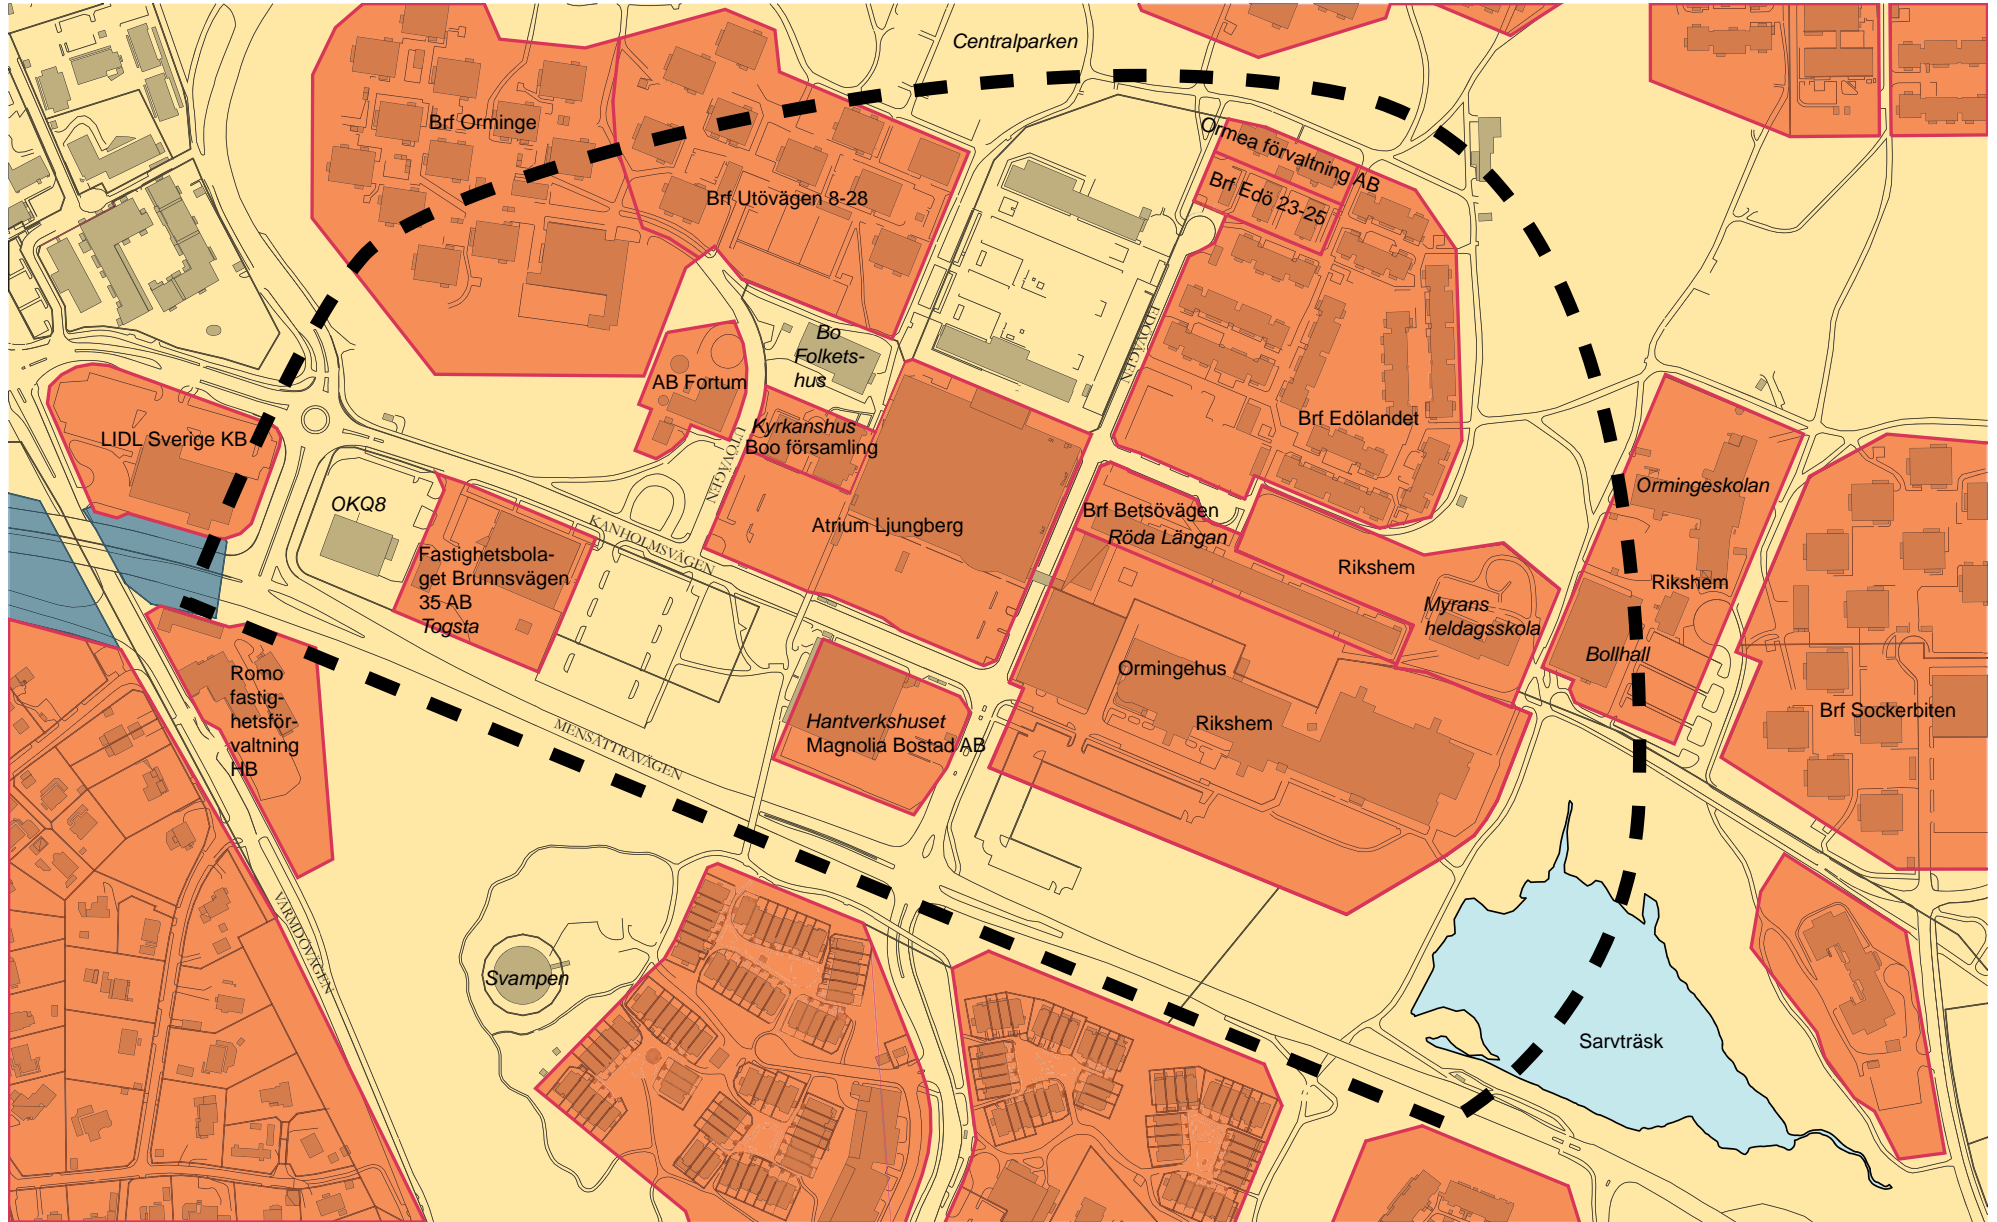 Centralparken
Brf Orminge
Ormea förvaltning AB
Brf Utövägen 8-28
Brf Edö 23-25
EDÖVÄGEN
Bo
Folkets-
hus
AB Fortum
LIDL Sverige KB
Kyrkanshus
Boo församling
Brf Edölandet
UTÖVÄGEN
OKQ8
KANHOLMSVÄGEN
Atrium Ljungberg
Brf Betsövägen
Röda Längan
Ormingeskolan
Fastighetsbola-
get Brunnsvägen
35 AB
Togsta
Rikshem
Rikshem
Myrans
heldagsskola
Bollhall
Romo
fastig-
hetsför-
valtning
HB
Ormingehus
Rikshem
Hantverkshuset
Magnolia Bostad AB
Brf Sockerbiten
MENSÄTTRAVÄGEN
VÄRMDÖVÄGEN
Svampen
Sarvträsk